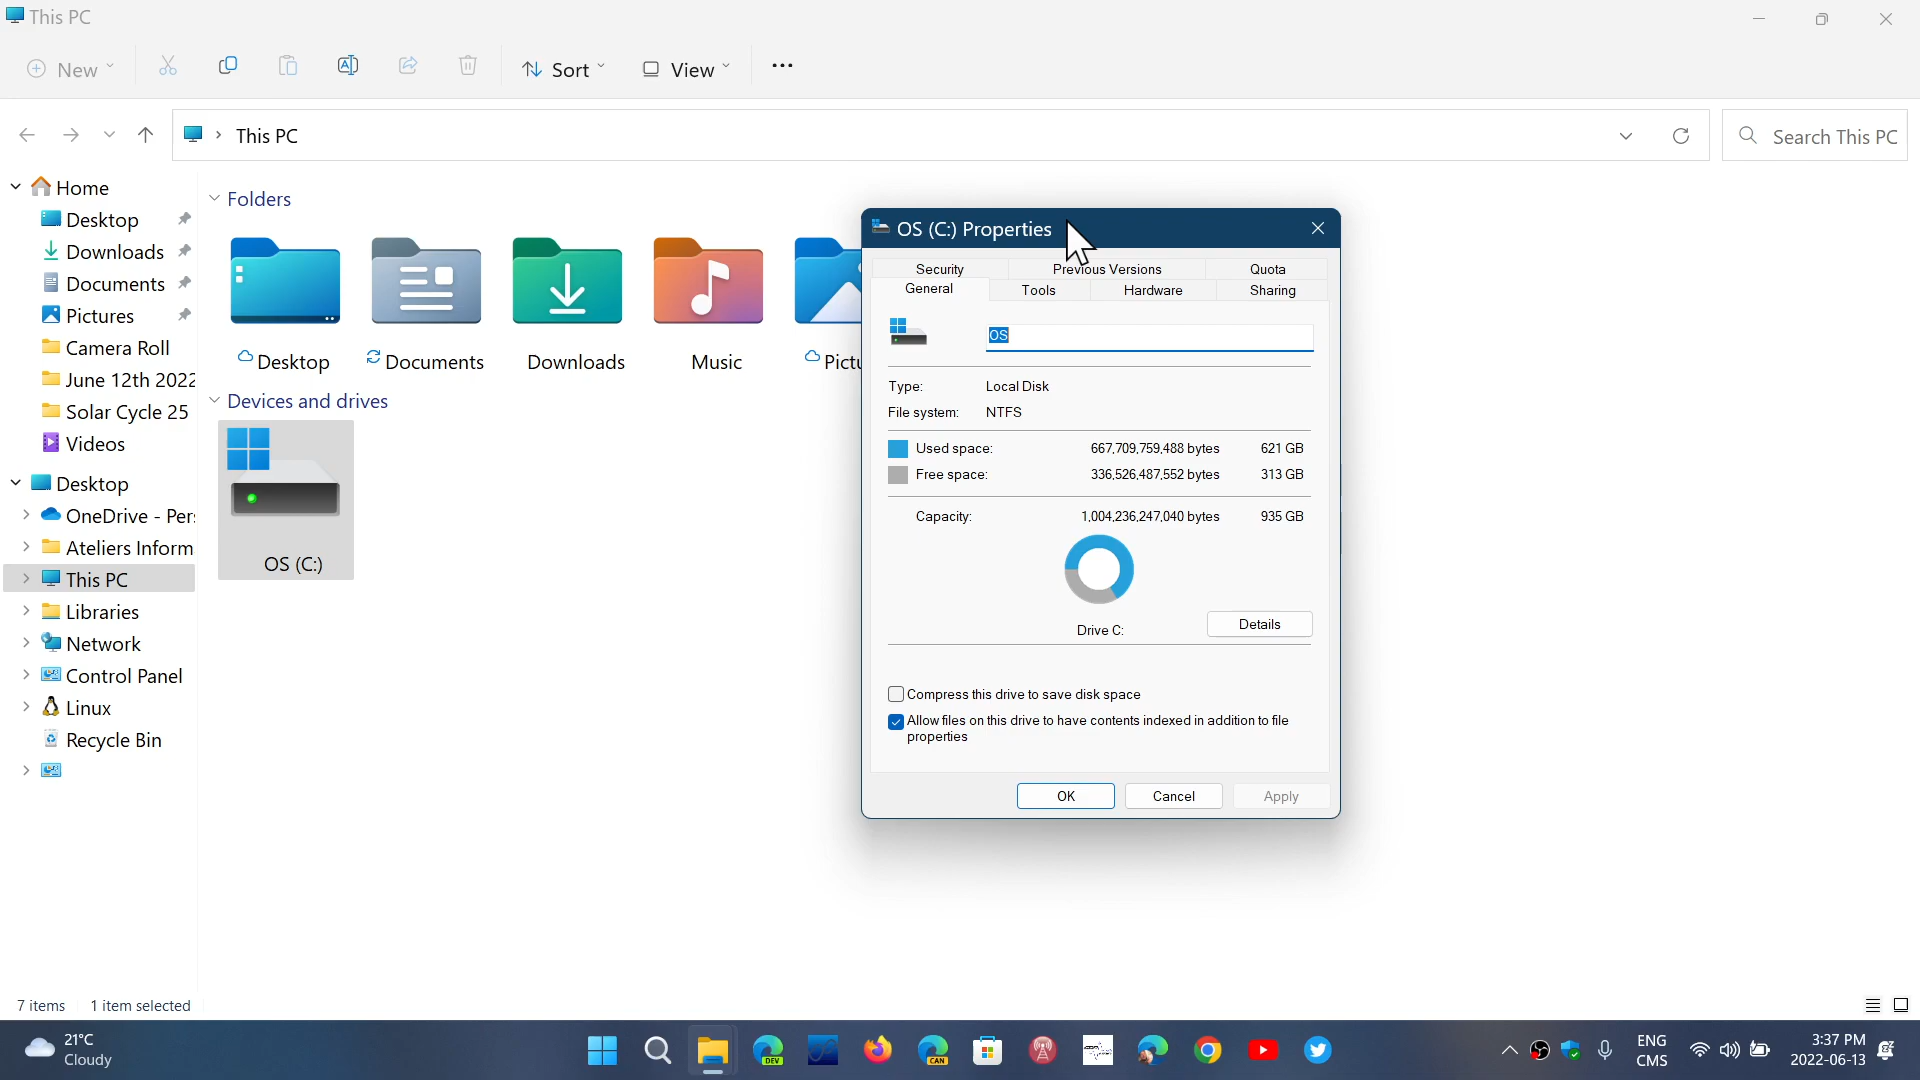 This PC
New
Sort
View
This PC
Search This PC
Home
Desktop
Downloads
Documents
Pictures
Camera Roll
June 12th 2022
Solar Cycle 25
Videos
Desktop
OneDrive - Pers
Ateliers Inform
This PC
Libraries
Network
Control Panel
Linux
Recycle Bin
Folders
Desktop
Documents
Downloads
Music
Pictu
Devices and drives
OS (C:)
OS (C:) Properties
Security Previous Versions Quota
General Tools Hardware Sharing
OS
Type: Local Disk
File system: NTFS
Used space: 667,709,759,488 bytes 621 GB
Free space: 336,526,487,552 bytes 313 GB
Capacity: 1,004,236,247,040 bytes 935 GB
Drive C:
Details
Compress this drive to save disk space
Allow files on this drive to have contents indexed in addition to file
properties
OK Cancel Apply
7 items 1 item selected
21°C
Cloudy
DEV
CAN
ENG
CMS
3:37 PM
2022-06-13